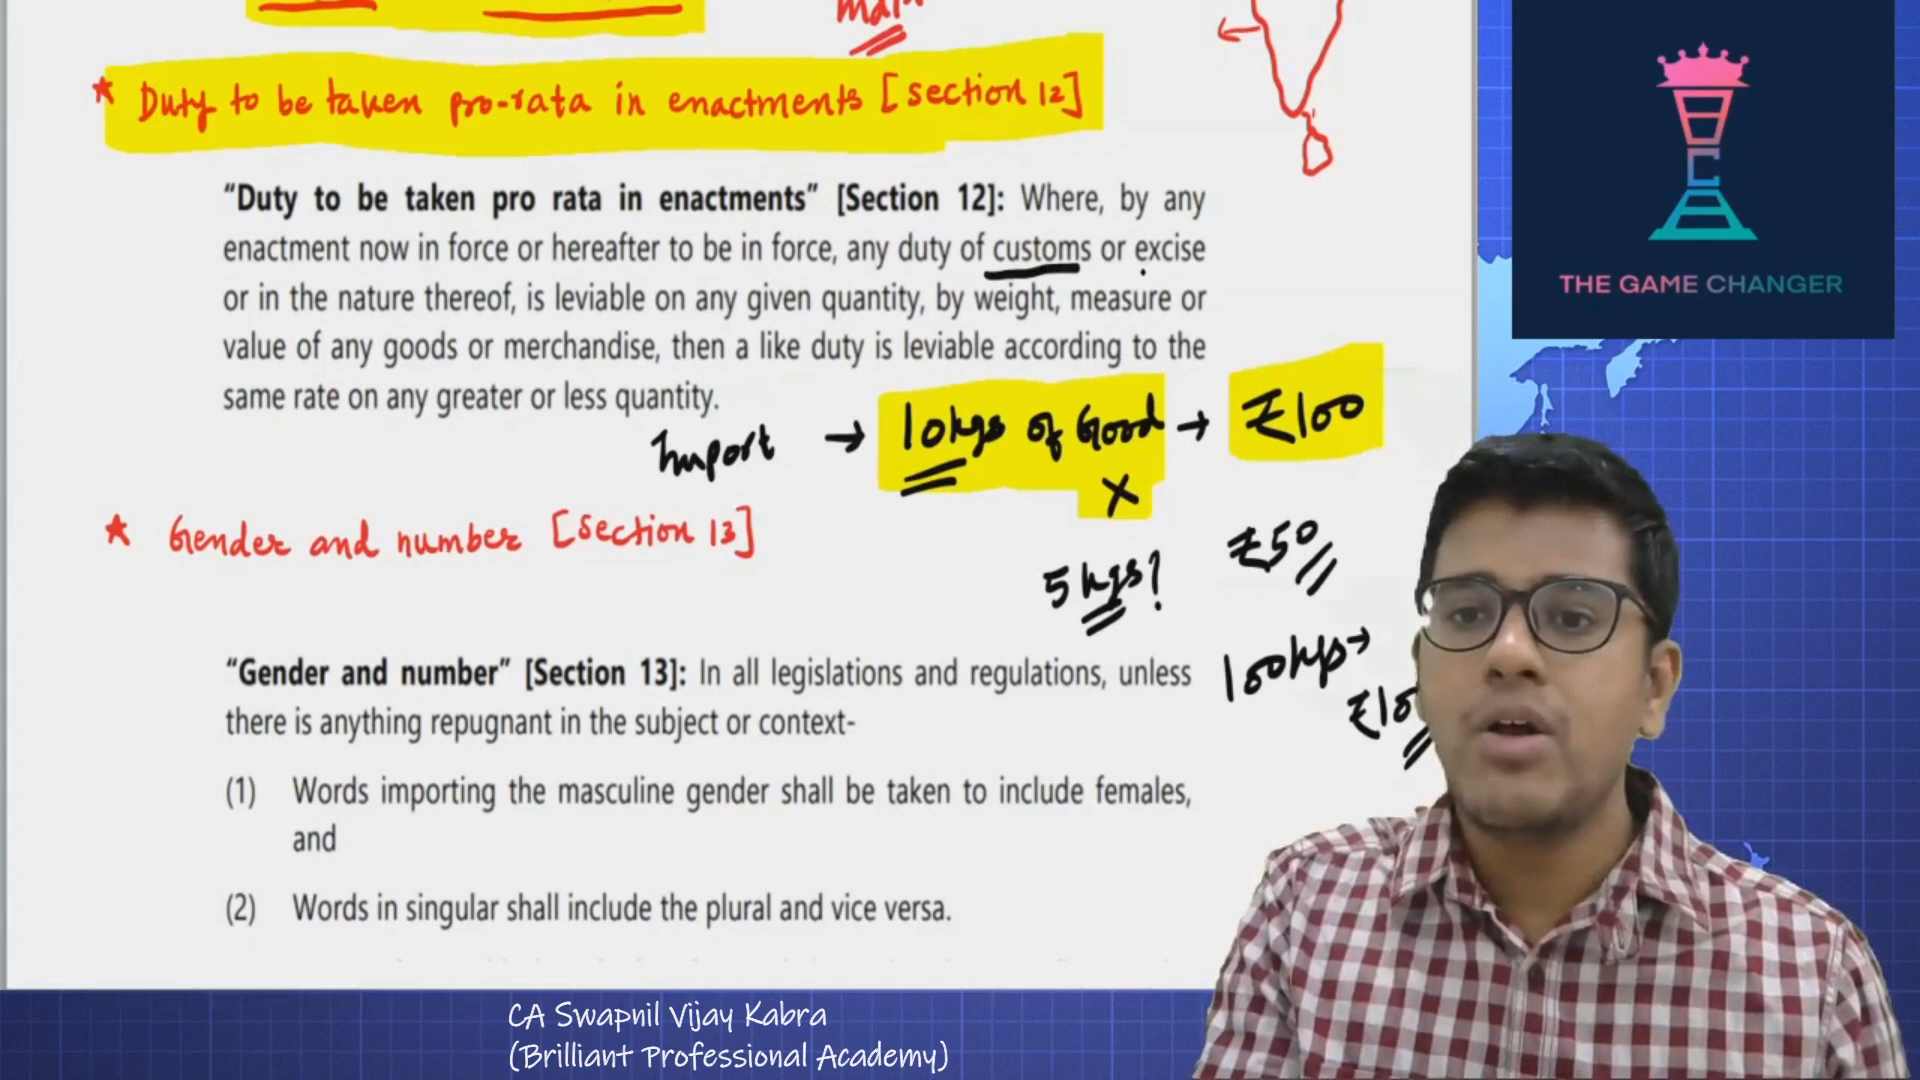 ★ Duty to be taken pro-rata in enactments [section 12]
“Duty to be taken pro rata in enactments” [Section 12]: Where, by any
enactment now in force or hereafter to be in force, any duty of customs or excise
or in the nature thereof, is leviable on any given quantity, by weight, measure or
value of any goods or merchandise, then a like duty is leviable according to the
same rate on any greater or less quantity.
Import → 10kgs of Good → ₹100
X
★ Gender and number [section 13]
5 kgs? ₹50
100kgs →
“Gender and number” [Section 13]: In all legislations and regulations, unless
there is anything repugnant in the subject or context-
(1) Words importing the masculine gender shall be taken to include females,
and
(2) Words in singular shall include the plural and vice versa.
THE GAME CHANGER
CA Swapnil Vijay Kabra
(Brilliant Professional Academy)